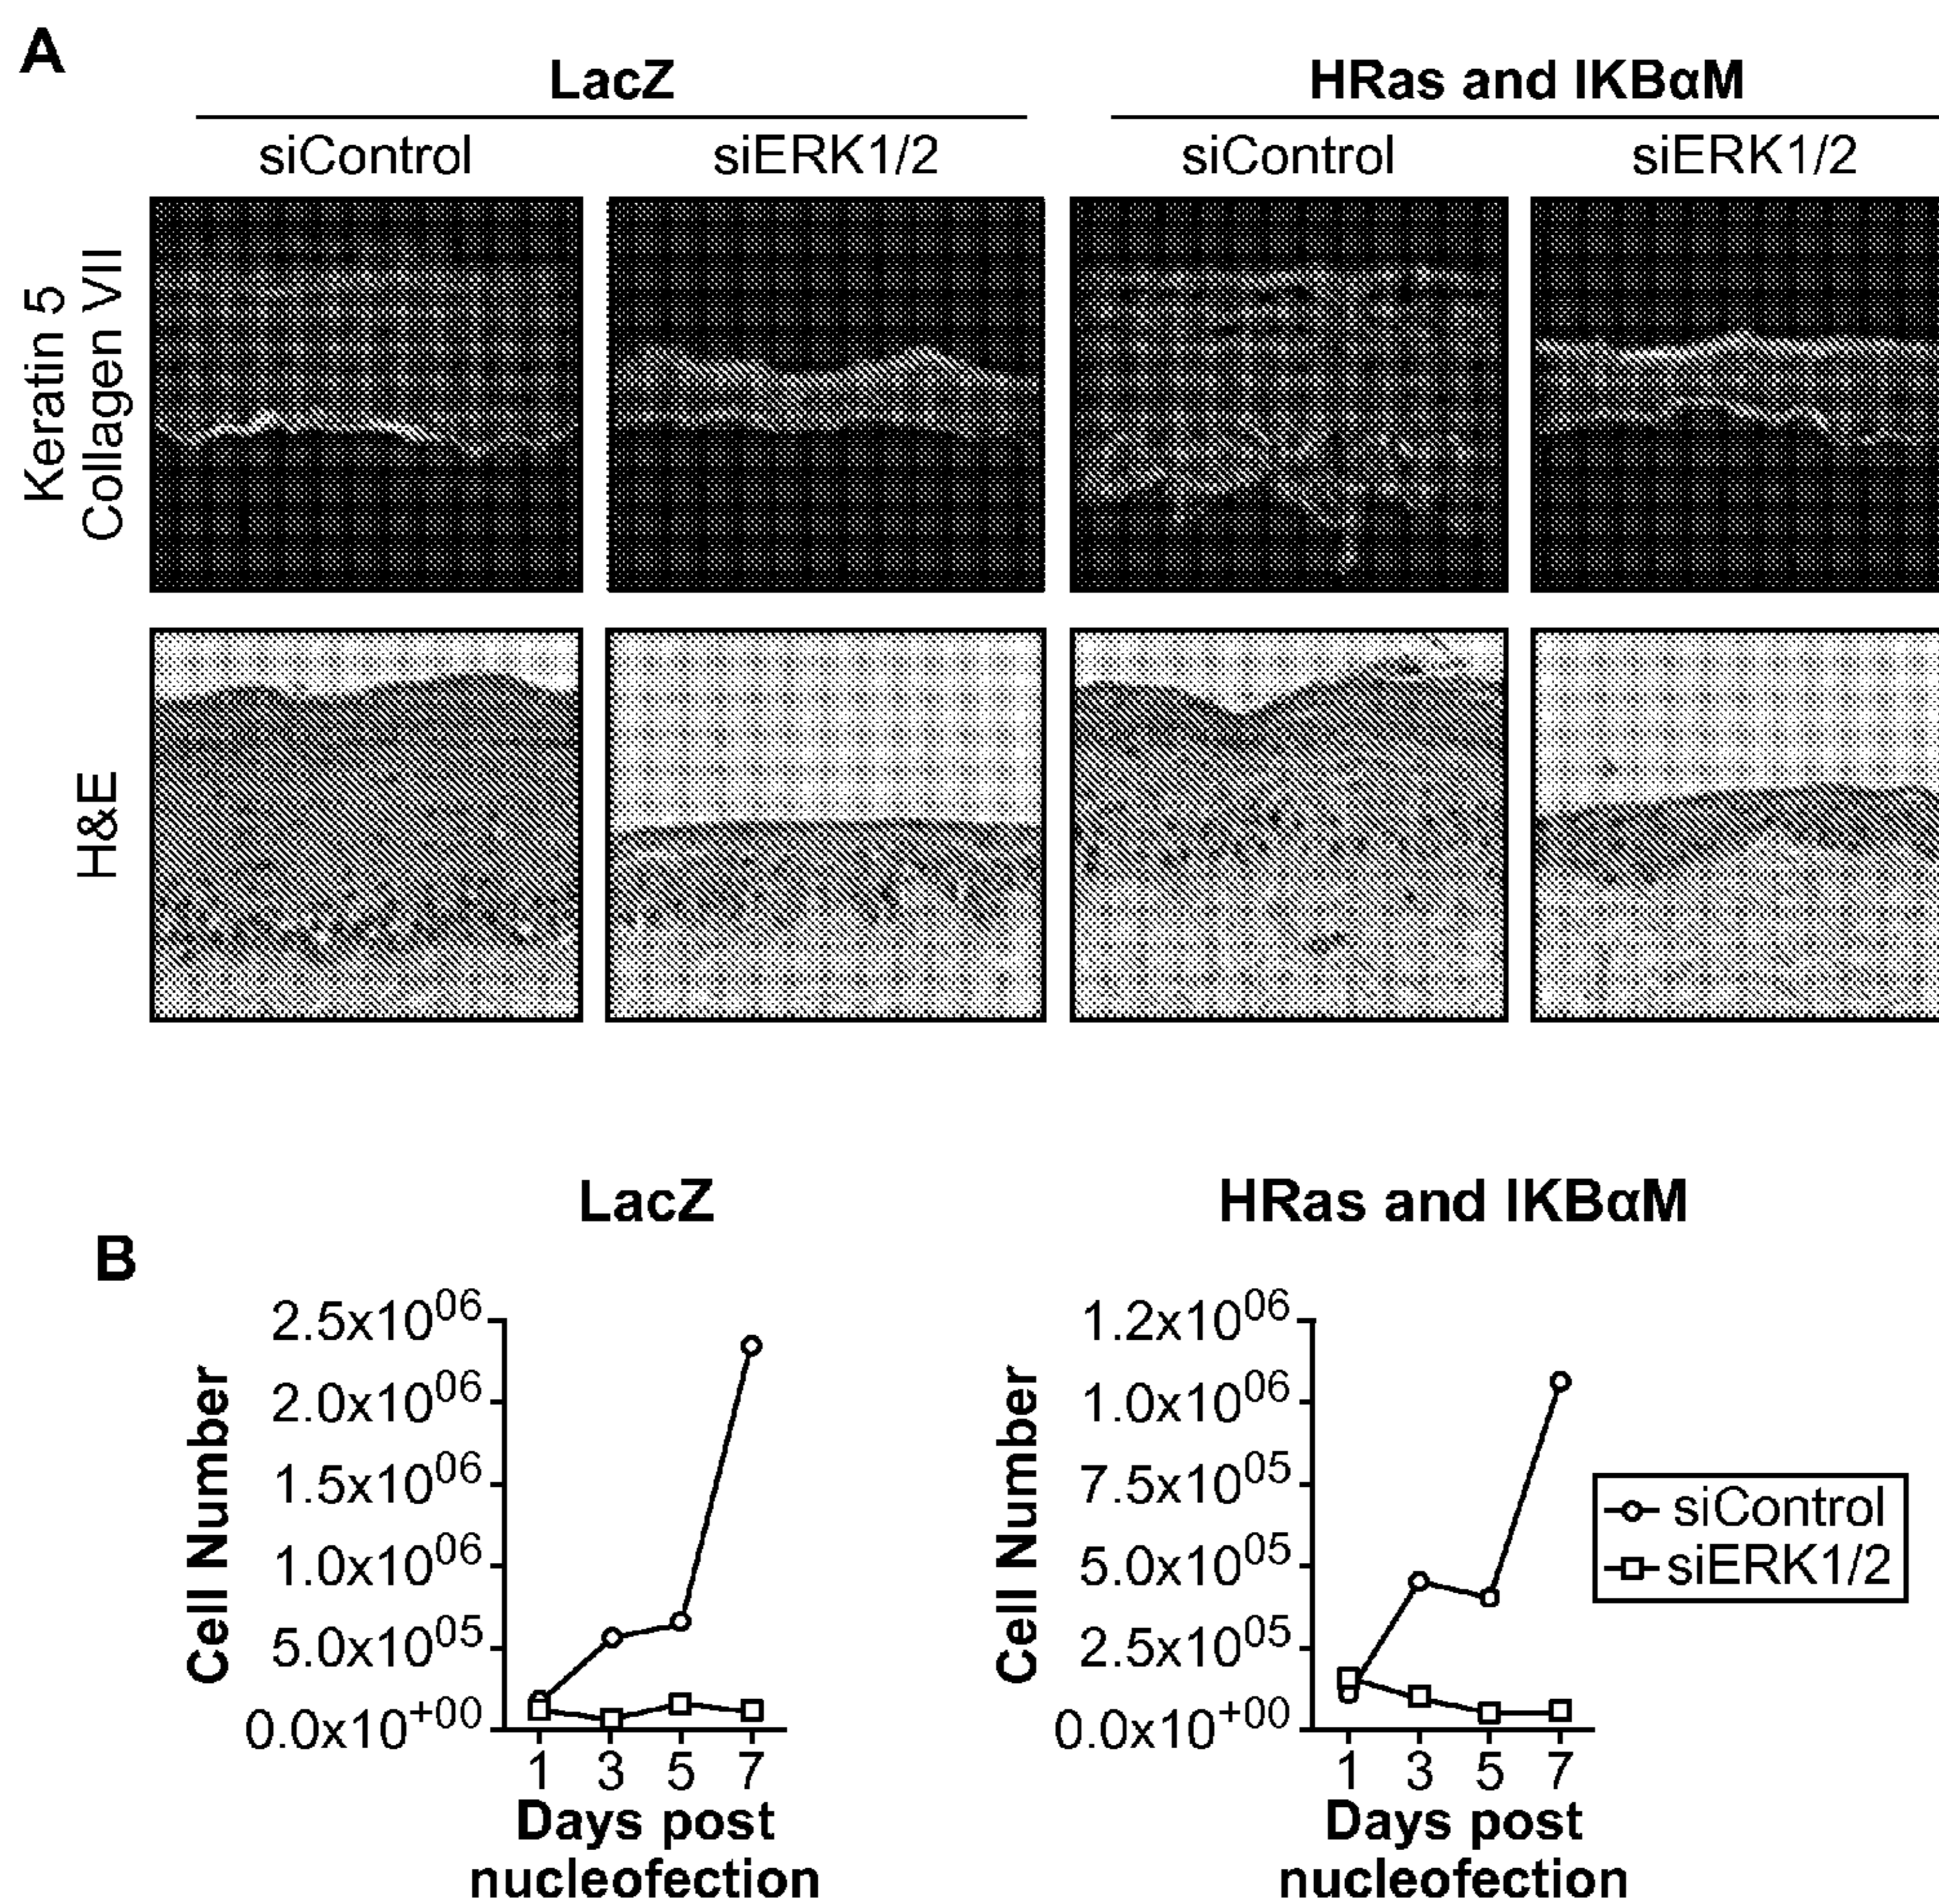 A
LacZ
HRas and IKBαM
siControl
siERK1/2
siControl
siERK1/2
Keratin 5
Collagen VII
H&E
B
LacZ
HRas and IKBαM
Cell Number
2.5x10⁰⁶
2.0x10⁰⁶
1.5x10⁰⁶
1.0x10⁰⁶
5.0x10⁰⁵
0.0x10⁺⁰⁰
1 3 5 7
Days post
nucleofection
Cell Number
1.2x10⁰⁶
1.0x10⁰⁶
7.5x10⁰⁵
5.0x10⁰⁵
2.5x10⁰⁵
0.0x10⁺⁰⁰
1 3 5 7
Days post
nucleofection
siControl
siERK1/2